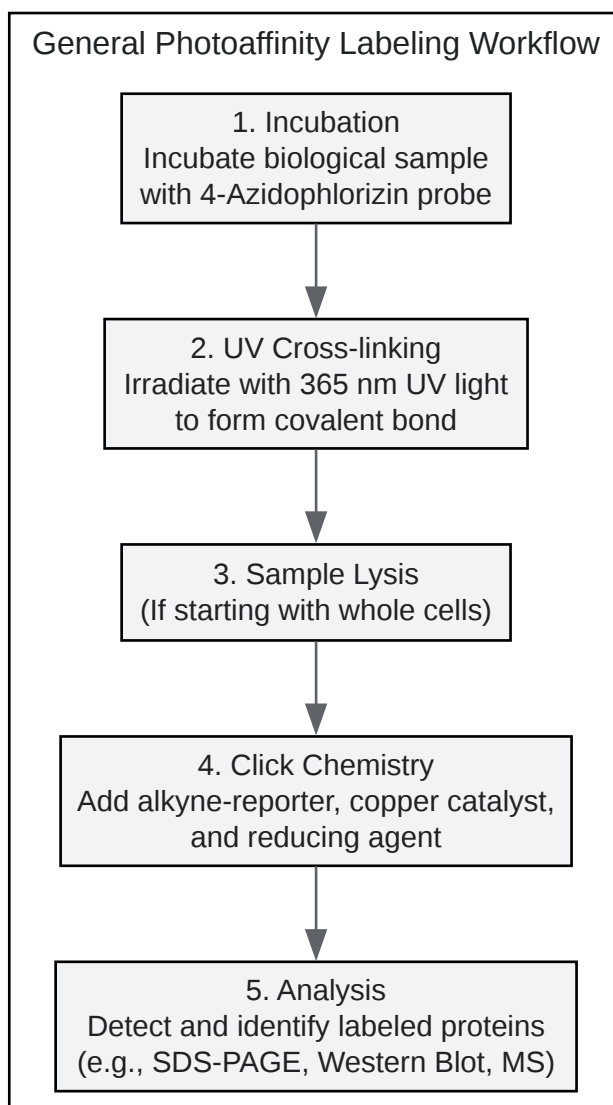 General Photoaffinity Labeling Workflow
1. Incubation
Incubate biological sample
with 4-Azidophlorizin probe
2. UV Cross-linking
Irradiate with 365 nm UV light
to form covalent bond
3. Sample Lysis
(If starting with whole cells)
4. Click Chemistry
Add alkyne-reporter, copper catalyst,
and reducing agent
5. Analysis
Detect and identify labeled proteins
(e.g., SDS-PAGE, Western Blot, MS)